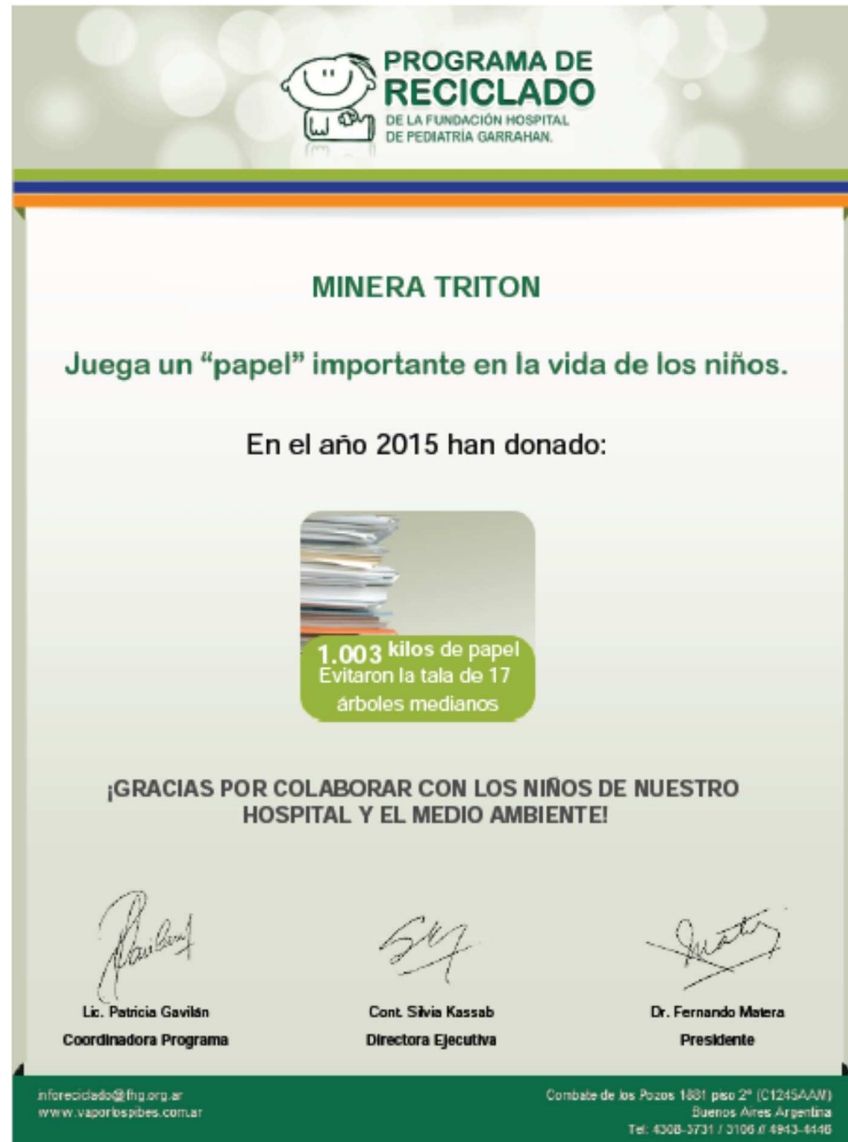 PROGRAMA DE
RECICLADO
DE LA FUNDACIÓN HOSPITAL
DE PEDIATRÍA GARRAHAN.
MINERA TRITON
Juega un “papel” importante en la vida de los niños.
En el año 2015 han donado:
1.003 kilos de papel
Evitaron la tala de 17
árboles medianos
¡GRACIAS POR COLABORAR CON LOS NIÑOS DE NUESTRO
HOSPITAL Y EL MEDIO AMBIENTE!
Lic. Patricia Gavilán
Coordinadora Programa
Cont. Silvia Kassab
Directora Ejecutiva
Dr. Fernando Matera
Presidente
inforeciclado@fhg.org.ar
www.vaporlospibes.com.ar
Combate de los Pozos 1881 piso 2° (C1245AAM)
Buenos Aires Argentina
Tel: 4308-3731 / 3106 // 4943-4446